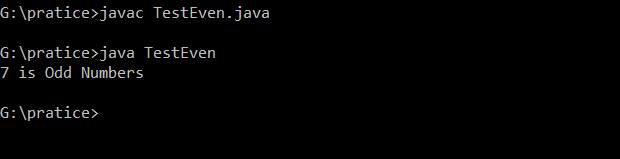 G:\pratice>javac TestEven.java
G:\pratice>java TestEven
7 is Odd Numbers
G:\pratice>